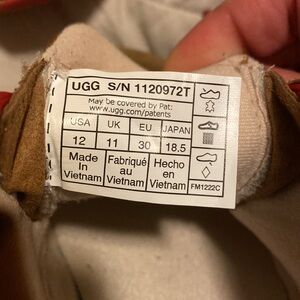 UGG S/N 1120972T
May be covered by Pat:
www.ugg.com/patents
USA UK EU JAPAN
12 11 30 18.5
Made Fabriqué Hecho
In au en
Vietnam Vietnam Vietnam
FM1222C